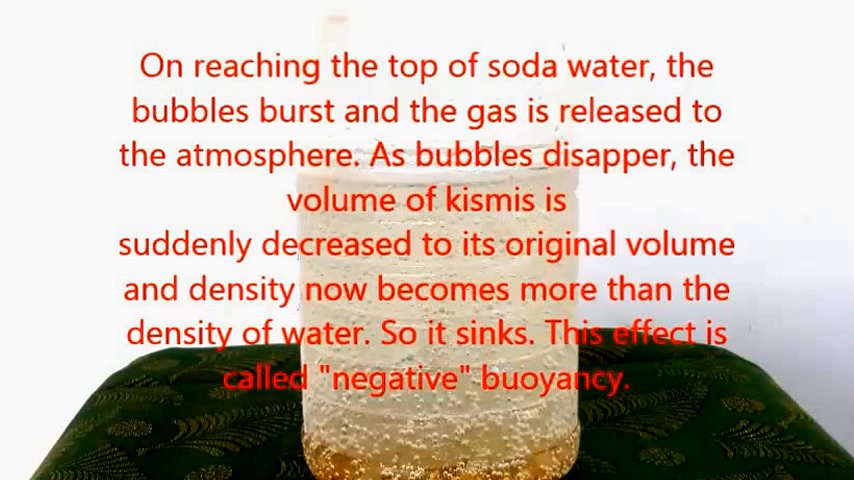 On reaching the top of soda water, the
bubbles burst and the gas is released to
the atmosphere. As bubbles disapper, the
volume of kismis is
suddenly decreased to its original volume
and density now becomes more than the
density of water. So it sinks. This effect is
called "negative" buoyancy.